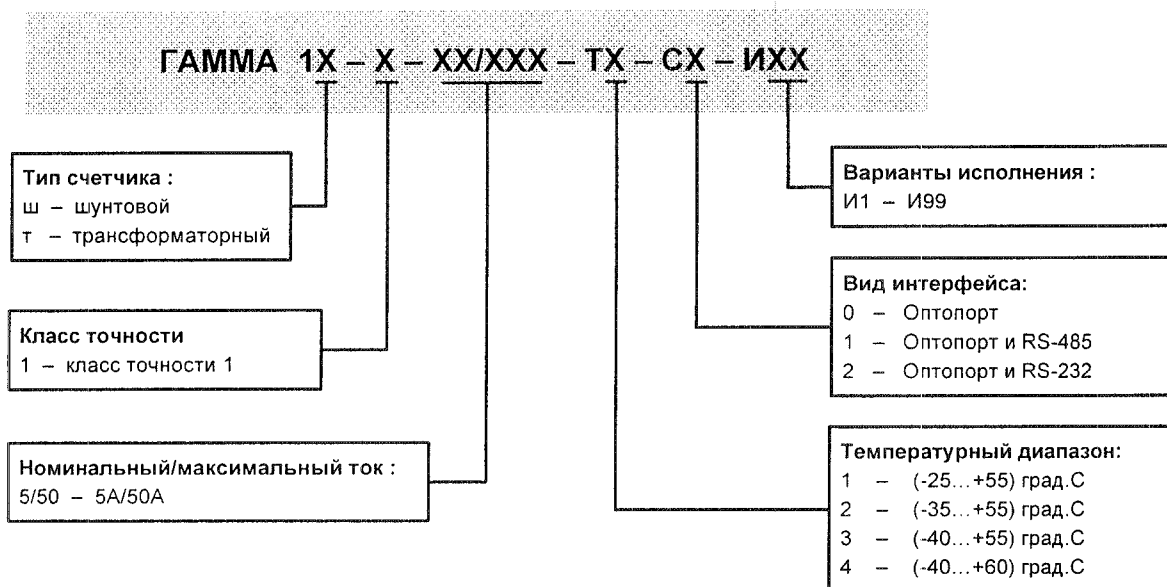 ГАММА 1Х – Х – ХХ/ХХХ – ТХ – СХ – ИХХ
Тип счетчика :
ш – шунтовой
т – трансформаторный
Класс точности
1 – класс точности 1
Номинальный/максимальный ток :
5/50 – 5А/50А
Варианты исполнения :
И1 – И99
Вид интерфейса:
0 – Оптопорт
1 – Оптопорт и RS-485
2 – Оптопорт и RS-232
Температурный диапазон:
1 – (-25...+55) град.С
2 – (-35...+55) град.С
3 – (-40...+55) град.С
4 – (-40...+60) град.С